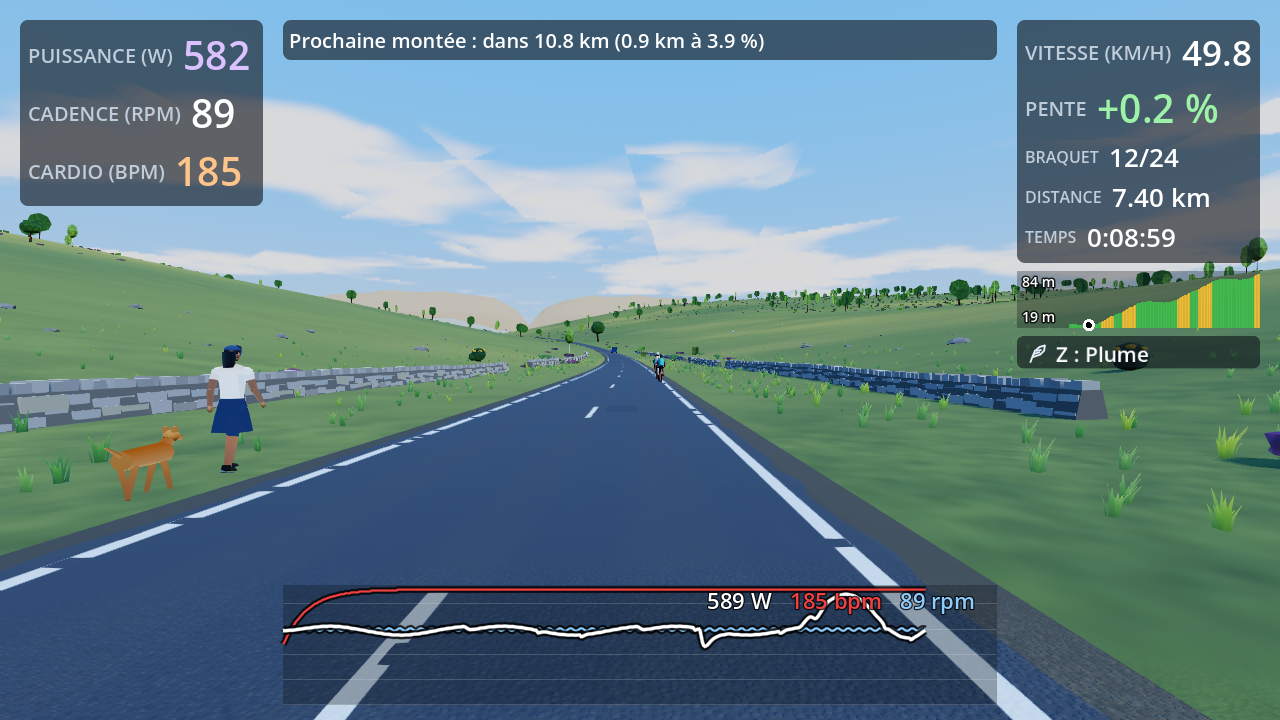 PUISSANCE (W) 582
CADENCE (RPM) 89
CARDIO (BPM) 185
Prochaine montée : dans 10.8 km (0.9 km à 3.9 %)
VITESSE (KM/H) 49.8
PENTE +0.2 %
BRAQUET 12/24
DISTANCE 7.40 km
TEMPS 0:08:59
84 m
19 m
Z : Plume
589 W 185 bpm 89 rpm